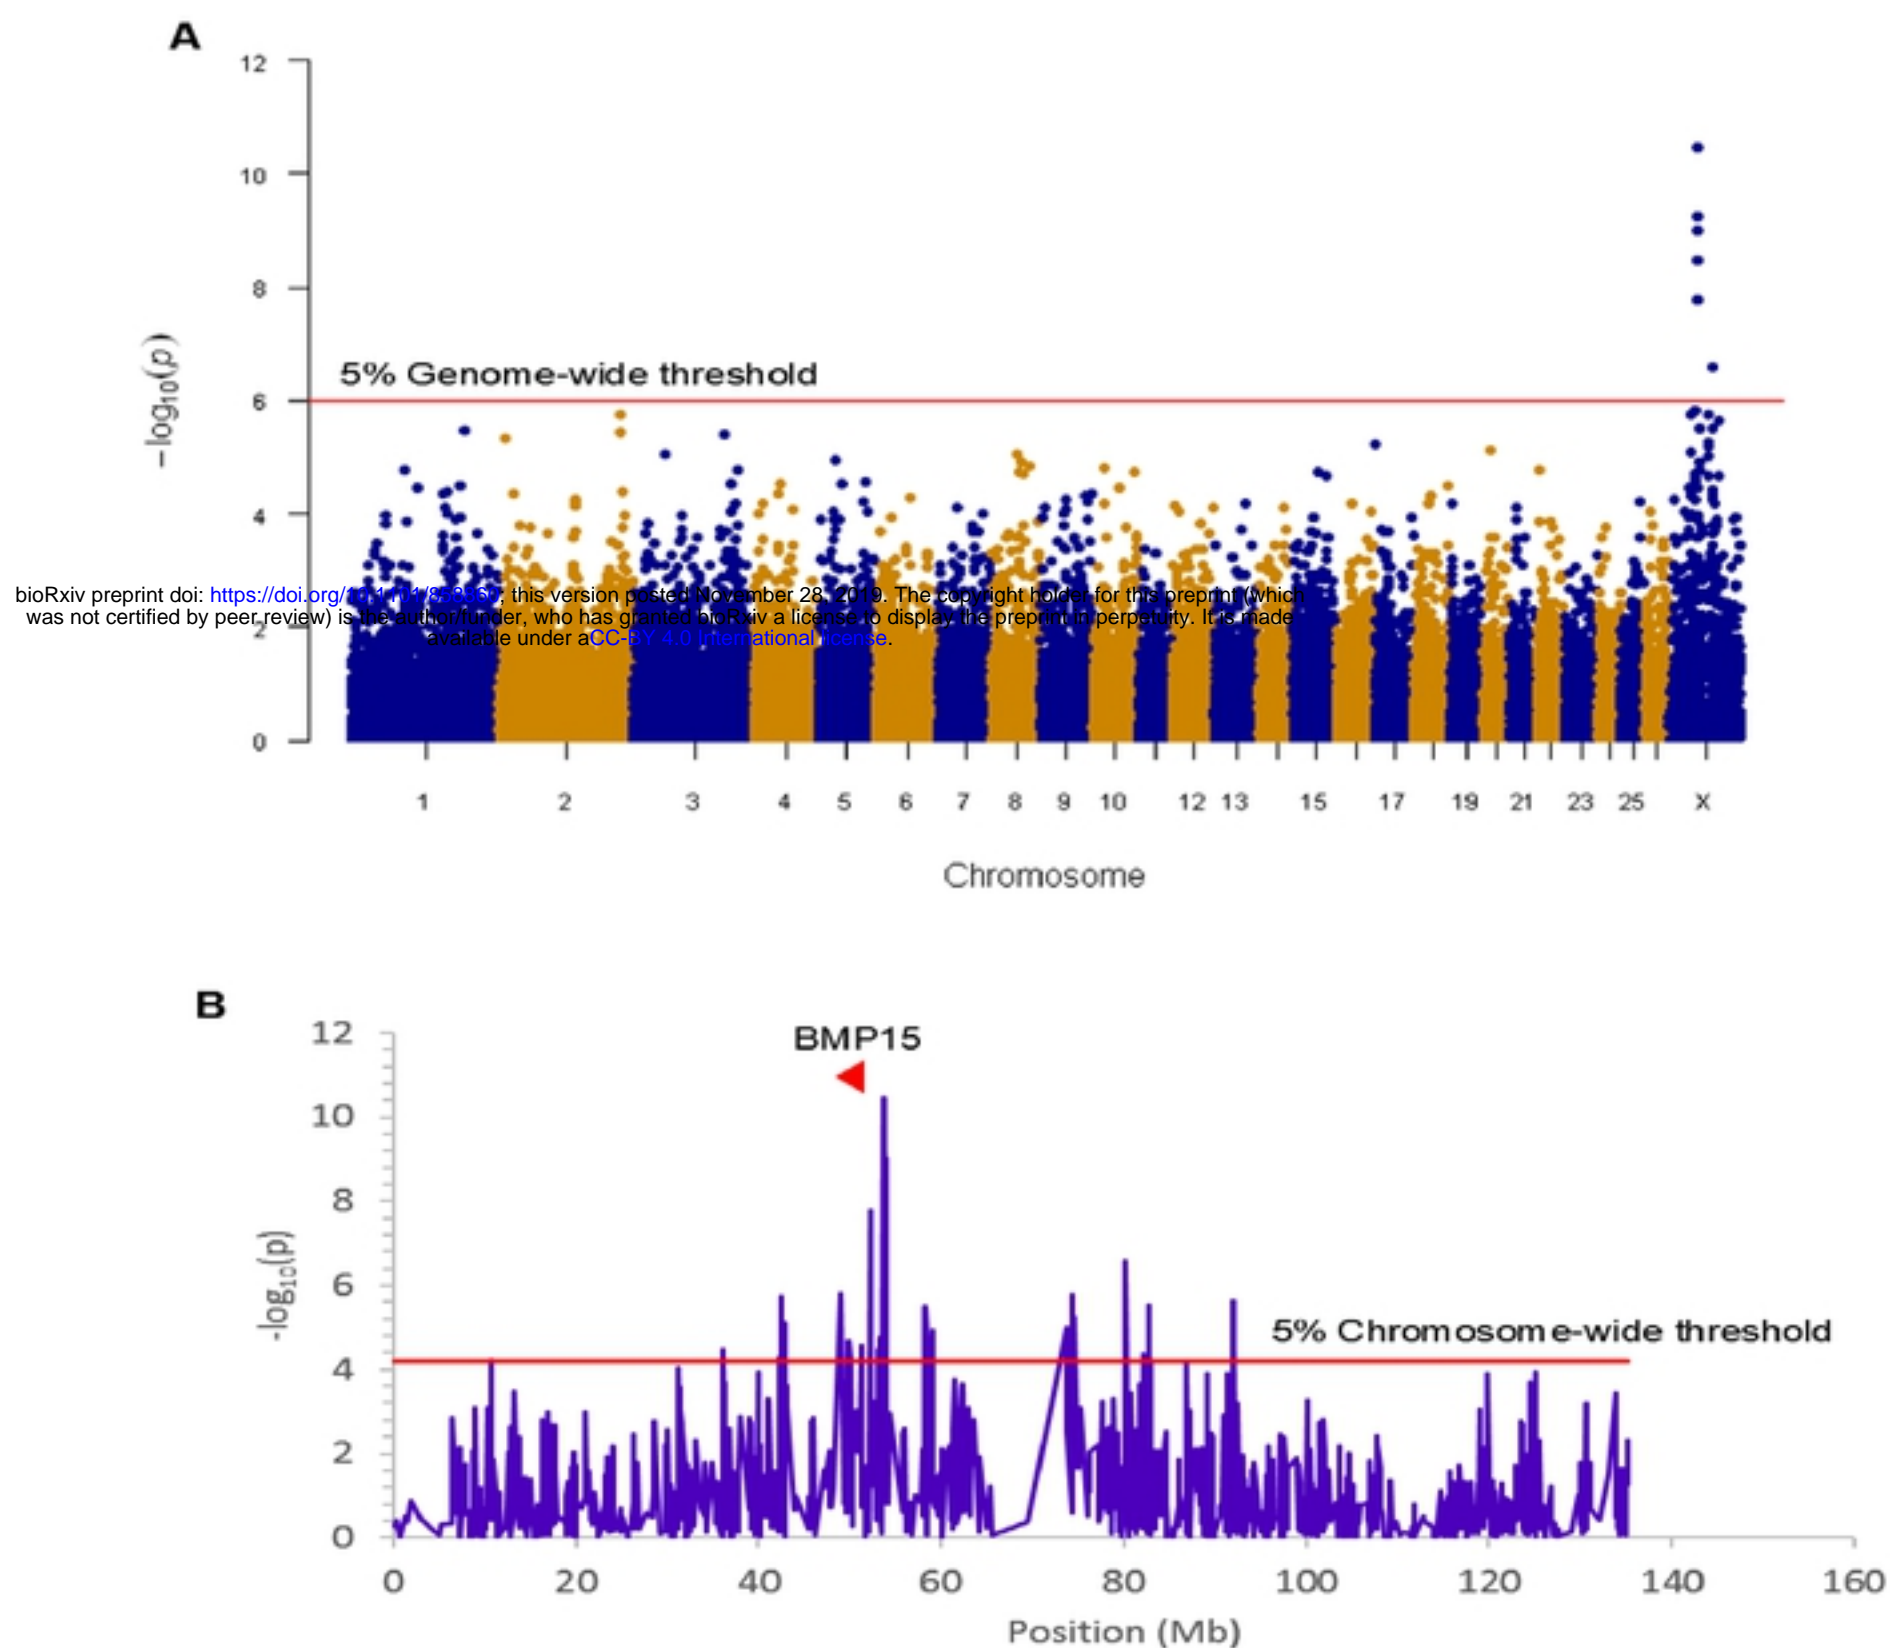 A
12
10
8
6
4
2
0
−log10(p)
5% Genome-wide threshold
bioRxiv preprint doi: https://doi.org/ this version posted November 28, 2019. The copyright holder for this preprint (which
was not certified by peer review) is the author/funder, who has granted bioRxiv a license to display the preprint in perpetuity. It is made
available under aCC-BY 4.0 International license.
1 2 3 4 5 6 7 8 9 10 12 13 15 17 19 21 23 25 X
Chromosome
B
BMP15
12
10
8
6
4
2
0
-log10(p)
5% Chromosome-wide threshold
0 20 40 60 80 100 120 140 160
Position (Mb)